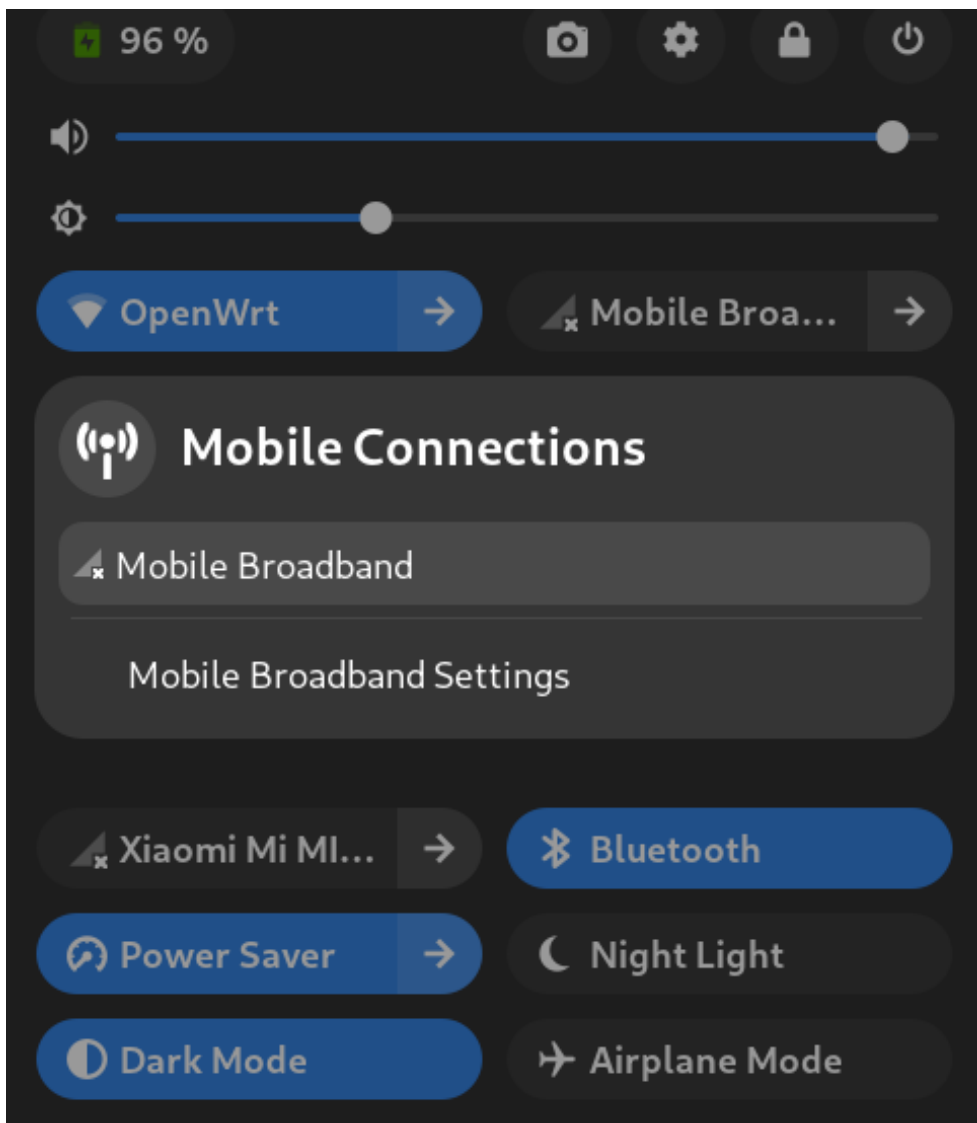 96 %
OpenWrt
Mobile Broa...
Mobile Connections
Mobile Broadband
Mobile Broadband Settings
Xiaomi Mi MI...
Bluetooth
Power Saver
Night Light
Dark Mode
Airplane Mode